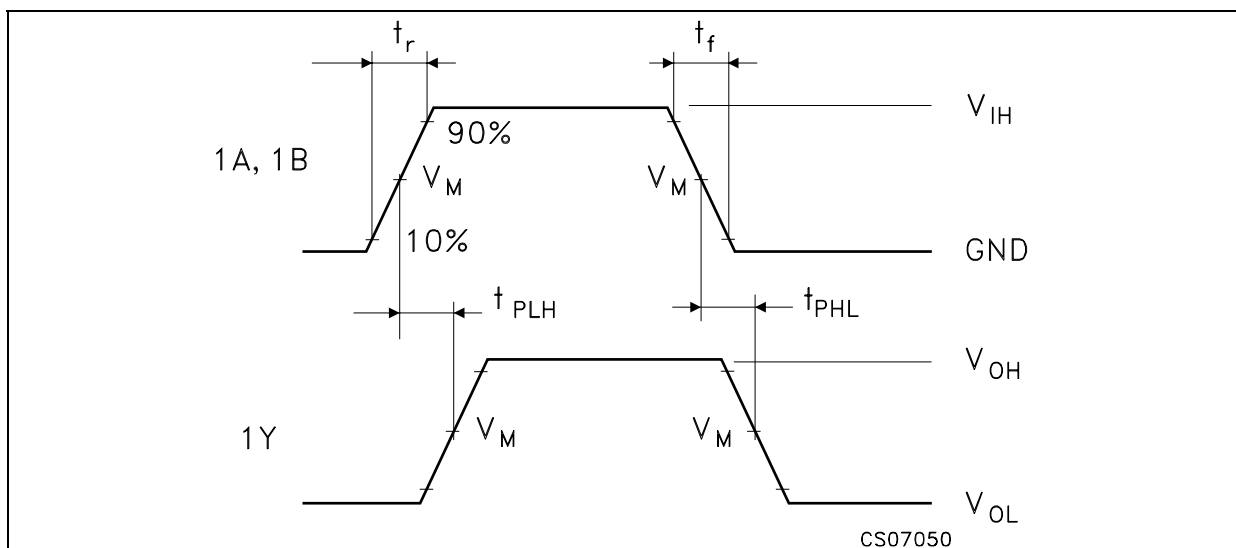 t_r
t_f
V_IH
90%
1A, 1B
V_M
V_M
10%
GND
t_PLH
t_PHL
V_OH
1Y
V_M
V_M
V_OL
CS07050